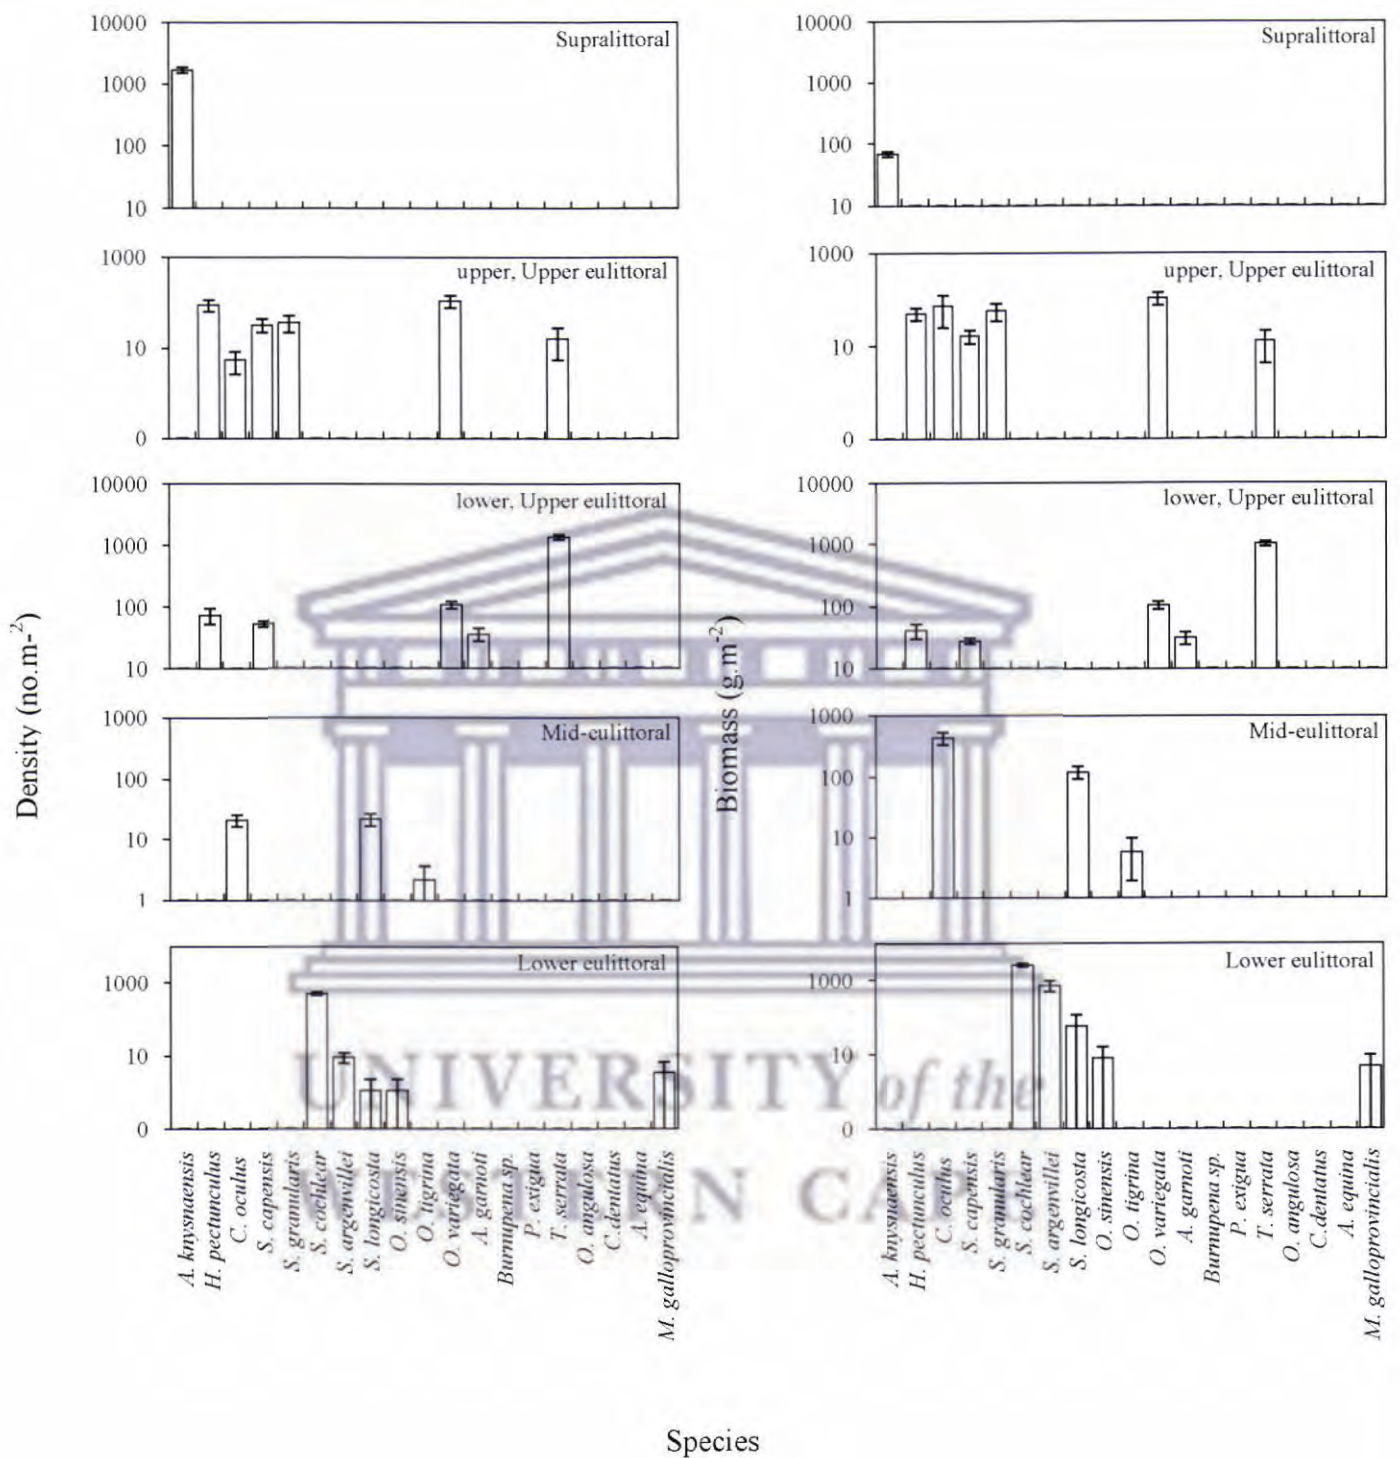 10000
1000
100
10
Supralittoral
10000
1000
100
10
Supralittoral
1000
10
0
upper, Upper eulittoral
1000
10
0
upper, Upper eulittoral
10000
1000
100
10
lower, Upper eulittoral
10000
1000
100
10
lower, Upper eulittoral
Density (no.m-2)
Biomass (g.m-2)
1000
100
10
1
Mid-eulittoral
1000
100
10
1
Mid-eulittoral
1000
10
0
Lower eulittoral
1000
10
0
Lower eulittoral
UNIVERSITY of the
WESTERN CAPE
A. knysnaensis
H. pectunculus
C. oculus
S. capensis
S. granularis
S. cochlear
S. argenvillei
S. longicosta
O. sinensis
O. tigrina
O. variegata
A. garnoti
Burnupena sp.
P. exigua
T. serrata
O. angulosa
C.dentatus
A. equina
M. galloprovincialis
A. knysnaensis
H. pectunculus
C. oculus
S. capensis
S. granularis
S. cochlear
S. argenvillei
S. longicosta
O. sinensis
O. tigrina
O. variegata
A. garnoti
Burnupena sp.
P. exigua
T. serrata
O. angulosa
C.dentatus
A. equina
M. galloprovincialis
Species